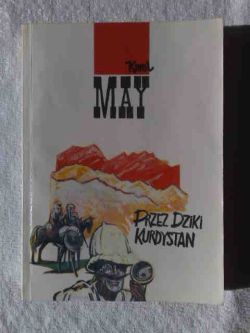 Karol
MAY
PRZEZ DZIKI
KURDYSTAN